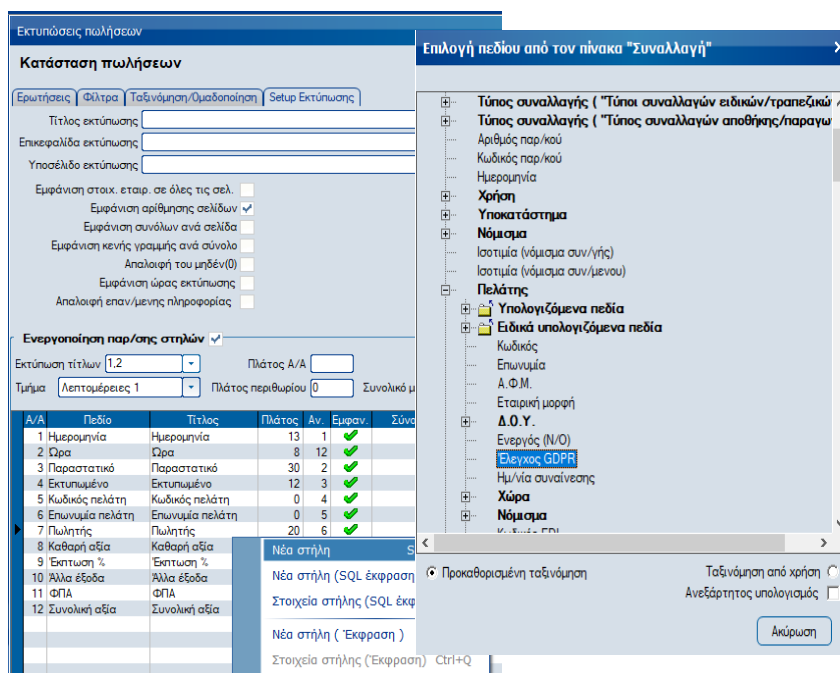 Εκτυπώσεις πωλήσεων
Κατάσταση πωλήσεων
Ερωτήσεις Φίλτρα Ταξινόμηση/Ομαδοποίηση Setup Εκτύπωσης
Τίτλος εκτύπωσης
Επικεφαλίδα εκτύπωσης
Υποσέλιδο εκτύπωσης
Εμφάνιση στοιχ. εταιρ. σε όλες τις σελ.
Εμφάνιση αρίθμησης σελίδων
Εμφάνιση συνόλων ανά σελίδα
Εμφάνιση κενής γραμμής ανά σύνολο
Απαλοιφή του μηδέν(0)
Εμφάνιση ώρας εκτύπωσης
Απαλοιφή επαν/μενης πληροφορίας
Ενεργοποίηση παρ/σης στηλών
Εκτύπωση τίτλων 1,2 Πλάτος Α/Α
Τμήμα Λεπτομέρειες 1 Πλάτος περιθωρίου 0 Συνολικό μ
Α/Α Πεδίο Τίτλος Πλάτος Αν. Εμφαν. Σύνο
1 Ημερομηνία Ημερομηνία 13 1
2 Ώρα Ώρα 8 12
3 Παραστατικό Παραστατικό 30 2
4 Εκτυπωμένο Εκτυπωμένο 12 3
5 Κωδικός πελάτη Κωδικός πελάτη 0 4
6 Επωνυμία πελάτη Επωνυμία πελάτη 0 5
7 Πωλητής Πωλητής 20 6
8 Καθαρή αξία Καθαρή αξία
9 Έκπτωση % Έκπτωση %
10 Άλλα έξοδα Άλλα έξοδα
11 ΦΠΑ ΦΠΑ
12 Συνολική αξία Συνολική αξία
Νέα στήλη S
Νέα στήλη (SQL έκφραση
Στοιχεία στήλης (SQL έκφ
Νέα στήλη ( Έκφραση )
Στοιχεία στήλης (Έκφραση) Ctrl+Q
Επιλογή πεδίου από τον πίνακα "Συναλλαγή"
Τύπος συναλλαγής ( "Τύποι συναλλαγών ειδικών/τραπεζικώ
Τύπος συναλλαγής ( "Τύπος συναλλαγών αποθήκης/παραγω
Αριθμός παρ/κού
Κωδικός παρ/κού
Ημερομηνία
Χρήση
Υποκατάστημα
Νόμισμα
Ισοτιμία (νόμισμα συν/γής)
Ισοτιμία (νόμισμα συν/μενου)
Πελάτης
Υπολογιζόμενα πεδία
Ειδικά υπολογιζόμενα πεδία
Κωδικός
Επωνυμία
Α.Φ.Μ.
Εταιρική μορφή
Δ.Ο.Υ.
Ενεργός (Ν/Ο)
Έλεγχος GDPR
Ημ/νία συναίνεσης
Χώρα
Νόμισμα
Προκαθορισμένη ταξινόμηση
Ταξινόμηση από χρήση
Ανεξάρτητος υπολογισμός
Ακύρωση